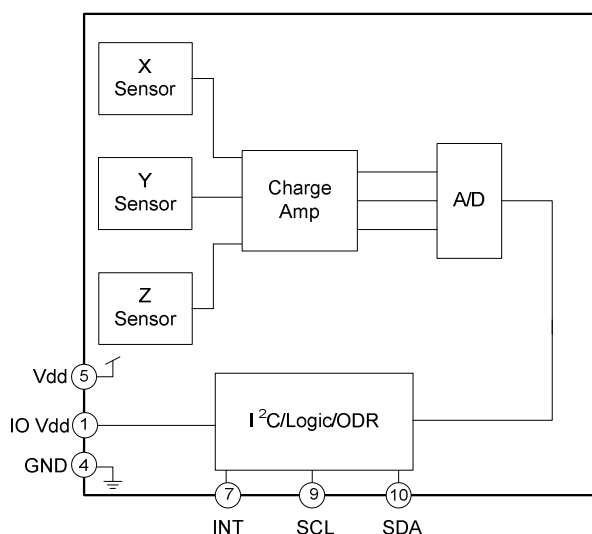 X
Sensor
Y
Sensor
Charge
Amp
A/D
Z
Sensor
Vdd 5
IO Vdd 1
I²C/Logic/ODR
GND 4
7 9 10
INT SCL SDA